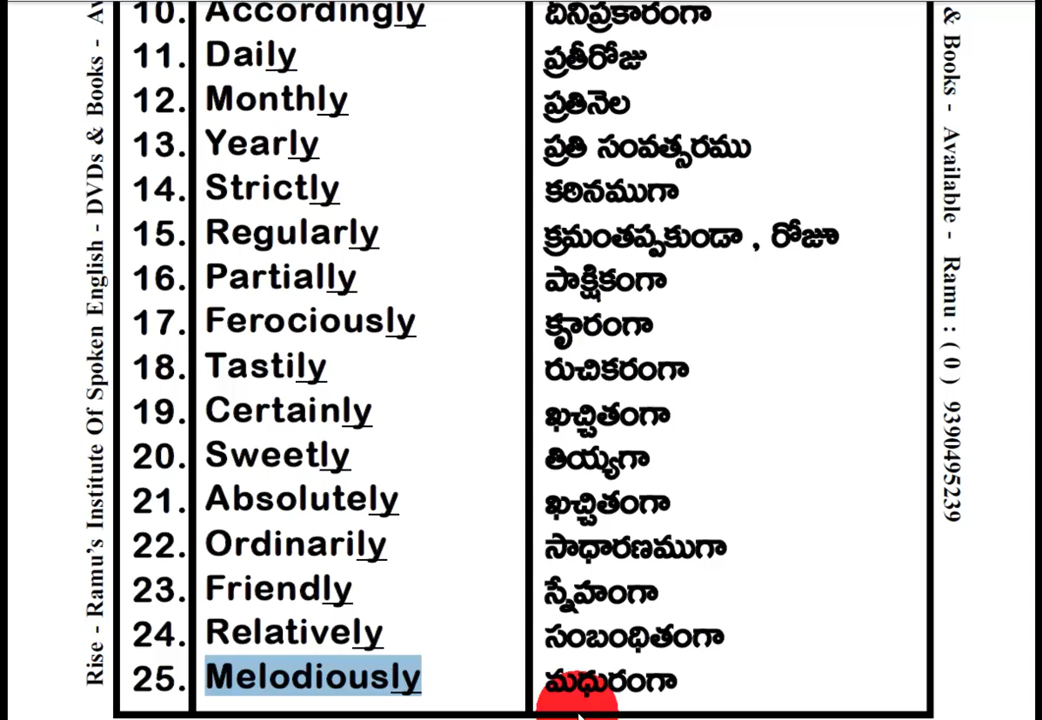 10. Accordingly దీనిప్రకారంగా
11. Daily ప్రతీరోజు
12. Monthly ప్రతినెల
13. Yearly ప్రతి సంవత్సరము
14. Strictly కఠినముగా
15. Regularly క్రమంతప్పకుండా , రోజూ
16. Partially పాక్షికంగా
17. Ferociously కౄరంగా
18. Tastily రుచికరంగా
19. Certainly ఖచ్చితంగా
20. Sweetly తియ్యగా
21. Absolutely ఖచ్చితంగా
22. Ordinarily సాధారణముగా
23. Friendly స్నేహంగా
24. Relatively సంబంధితంగా
25. Melodiously మధురంగా
Rise - Ramu's Institute Of Spoken English - DVDs & Books -
& Books - Available - Ramu : ( 0 ) 9390495239